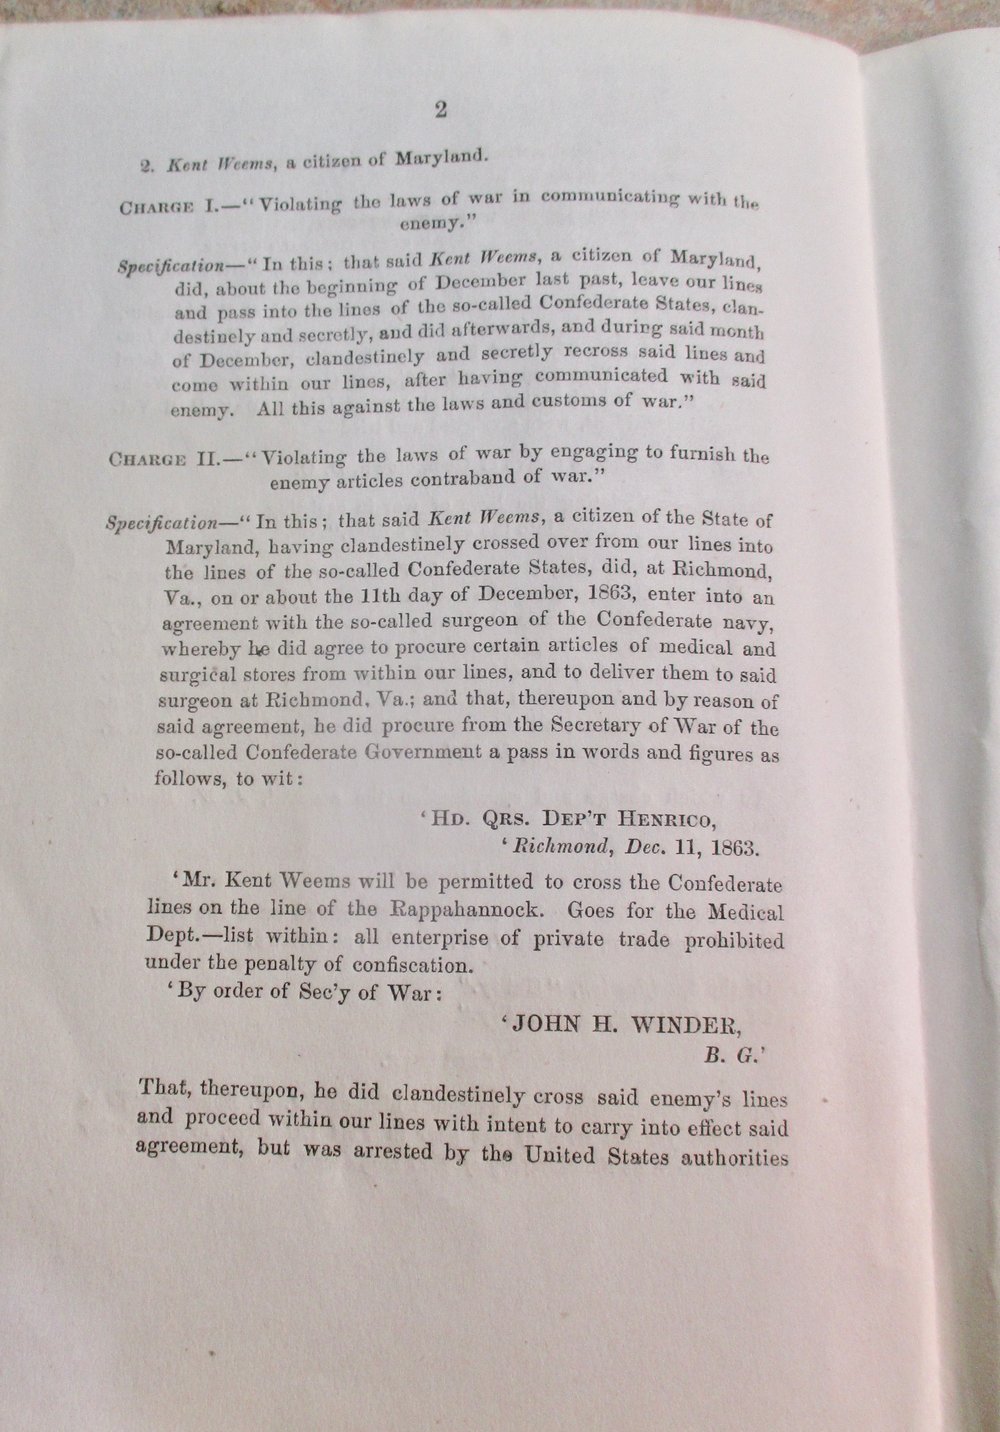 2
2. Kent Weems, a citizen of Maryland.
CHARGE I.—“Violating the laws of war in communicating with the
enemy.”
Specification—“In this; that said Kent Weems, a citizen of Maryland,
did, about the beginning of December last past, leave our lines
and pass into the lines of the so-called Confederate States, clan-
destinely and secretly, and did afterwards, and during said month
of December, clandestinely and secretly recross said lines and
come within our lines, after having communicated with said
enemy. All this against the laws and customs of war.”
CHARGE II.—“Violating the laws of war by engaging to furnish the
enemy articles contraband of war.”
Specification—“In this; that said Kent Weems, a citizen of the State of
Maryland, having clandestinely crossed over from our lines into
the lines of the so-called Confederate States, did, at Richmond,
Va., on or about the 11th day of December, 1863, enter into an
agreement with the so-called surgeon of the Confederate navy,
whereby he did agree to procure certain articles of medical and
surgical stores from within our lines, and to deliver them to said
surgeon at Richmond, Va.; and that, thereupon and by reason of
said agreement, he did procure from the Secretary of War of the
so-called Confederate Government a pass in words and figures as
follows, to wit:
‘HD. QRS. DEP’T HENRICO,
‘Richmond, Dec. 11, 1863.
‘Mr. Kent Weems will be permitted to cross the Confederate
lines on the line of the Rappahannock. Goes for the Medical
Dept.—list within: all enterprise of private trade prohibited
under the penalty of confiscation.
‘By order of Sec’y of War:
‘JOHN H. WINDER,
B. G.’
That, thereupon, he did clandestinely cross said enemy’s lines
and proceed within our lines with intent to carry into effect said
agreement, but was arrested by the United States authorities